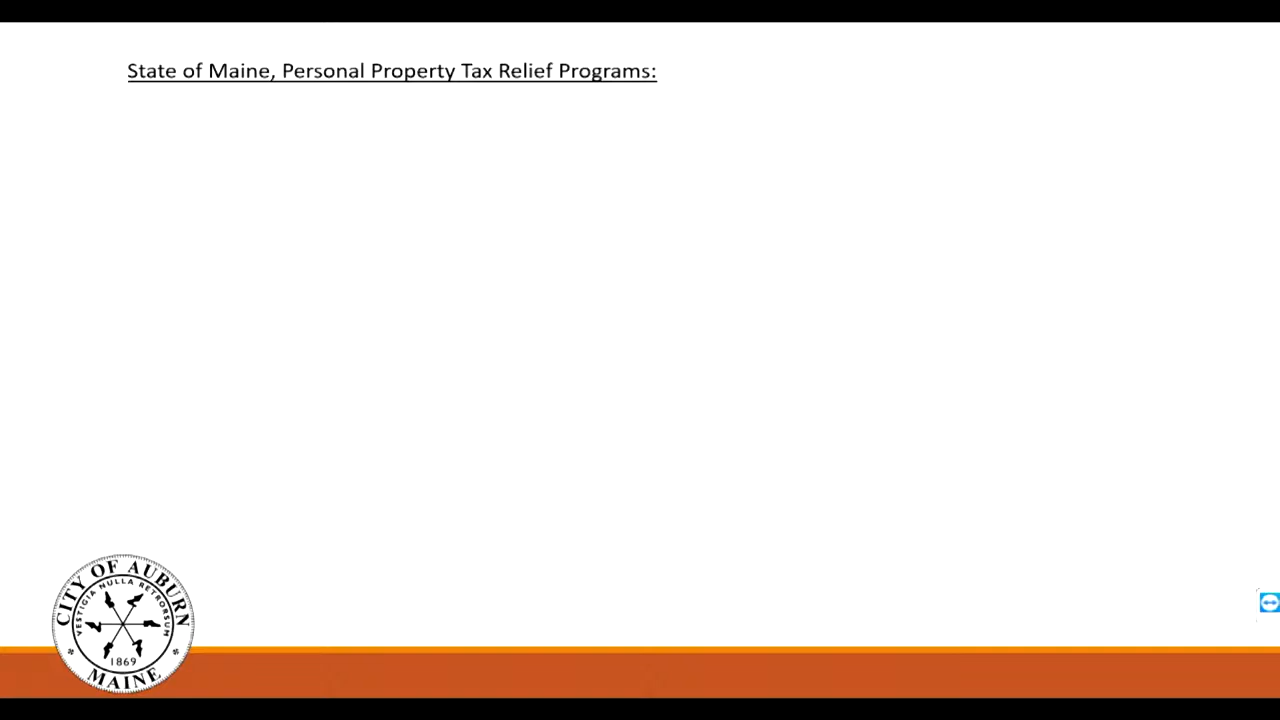 State of Maine, Personal Property Tax Relief Programs:
CITY OF AUBURN
VESTIGIA NULLA RETRORSUM
1869
MAINE